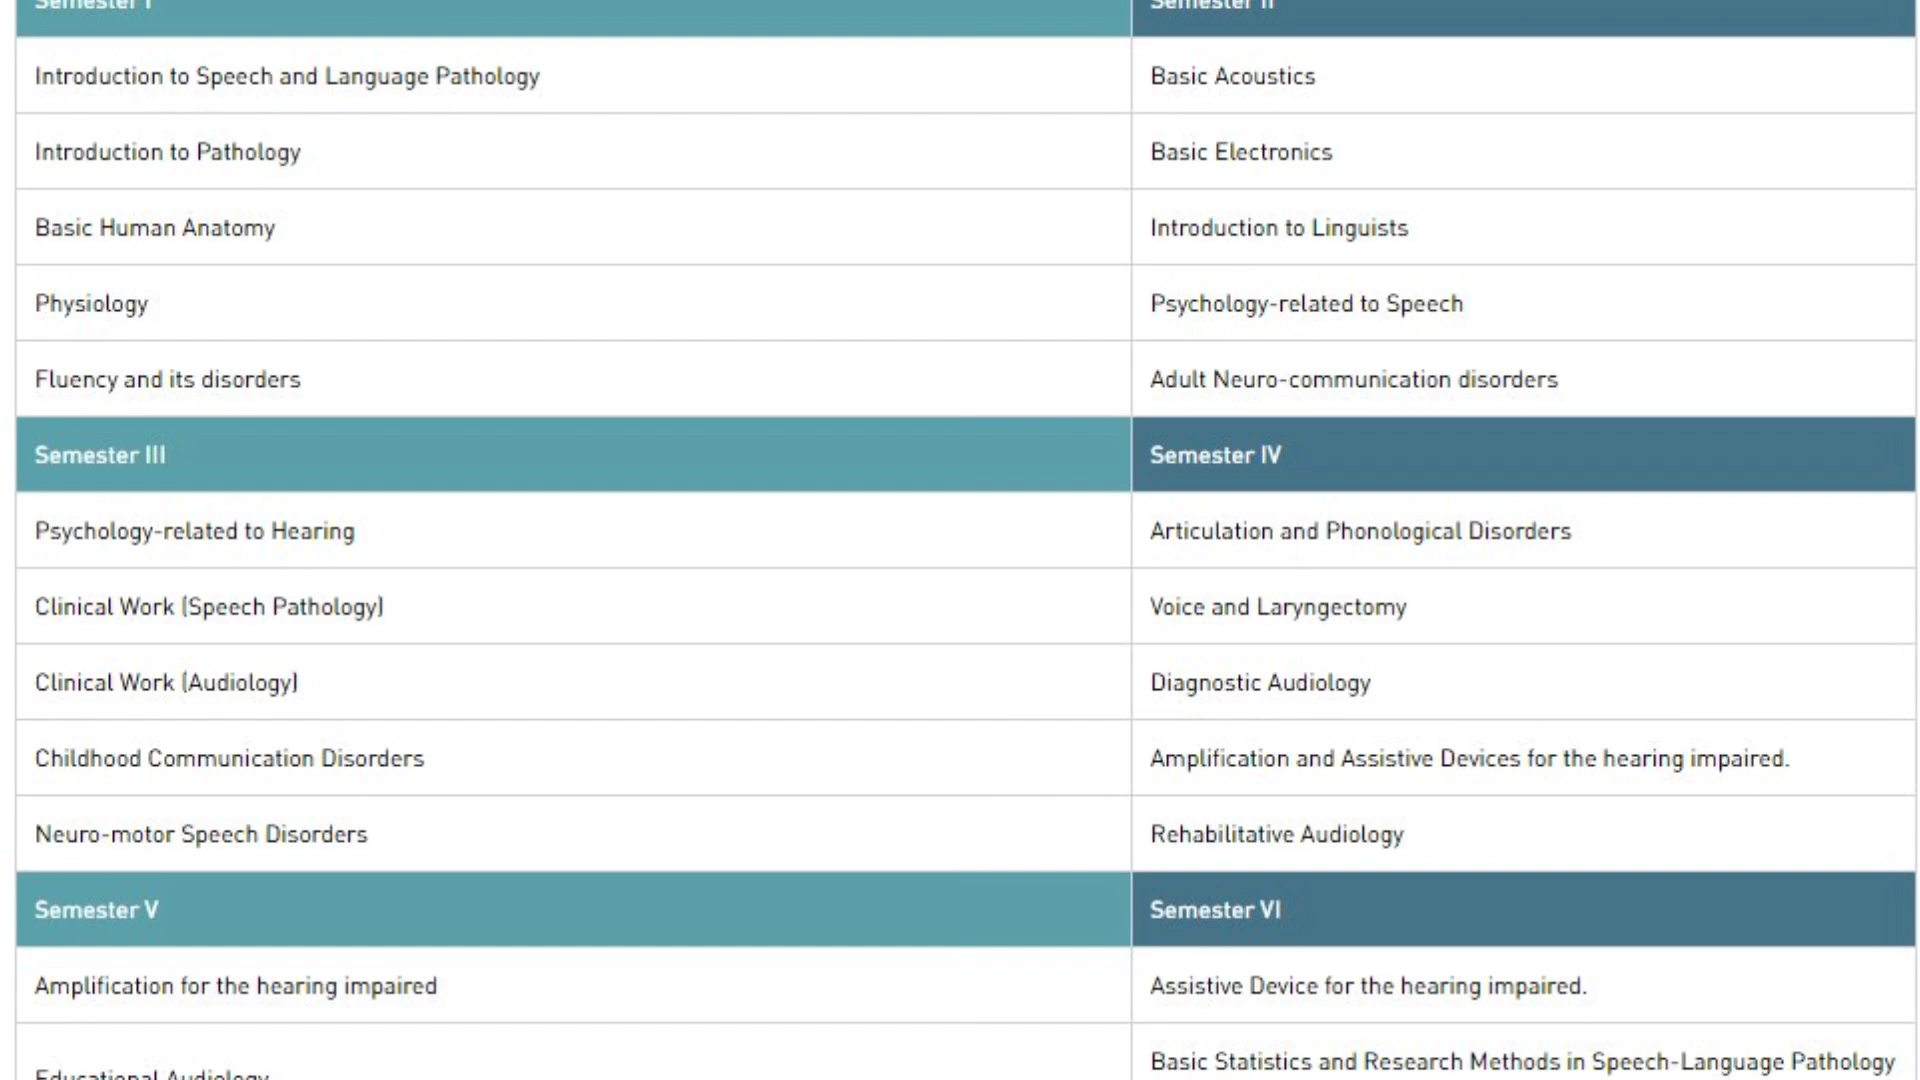 Semester I
Semester II
Introduction to Speech and Language Pathology
Basic Acoustics
Introduction to Pathology
Basic Electronics
Basic Human Anatomy
Introduction to Linguists
Physiology
Psychology-related to Speech
Fluency and its disorders
Adult Neuro-communication disorders
Semester III
Semester IV
Psychology-related to Hearing
Articulation and Phonological Disorders
Clinical Work (Speech Pathology)
Voice and Laryngectomy
Clinical Work (Audiology)
Diagnostic Audiology
Childhood Communication Disorders
Amplification and Assistive Devices for the hearing impaired.
Neuro-motor Speech Disorders
Rehabilitative Audiology
Semester V
Semester VI
Amplification for the hearing impaired
Assistive Device for the hearing impaired.
Educational Audiology
Basic Statistics and Research Methods in Speech-Language Pathology